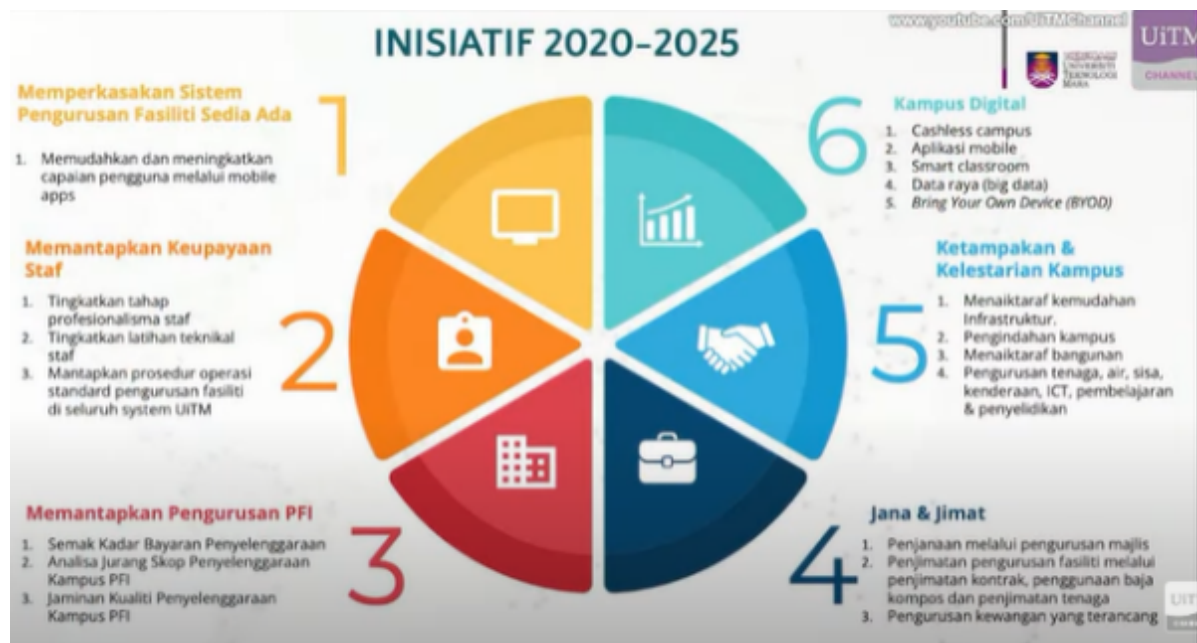 INISIATIF 2020–2025
www.youtube.com/UiTMChannel
UiTM
CHANNEL
UNIVERSITI
TEKNOLOGI
MARA
1
Memperkasakan Sistem
Pengurusan Fasiliti Sedia Ada
1. Memudahkan dan meningkatkan
capaian pengguna melalui mobile
apps
2
Memantapkan Keupayaan
Staf
1. Tingkatkan tahap
profesionalisma staf
2. Tingkatkan latihan teknikal
staf
3. Mantapkan prosedur operasi
standard pengurusan fasiliti
di seluruh system UiTM
3
Memantapkan Pengurusan PFI
1. Semak Kadar Bayaran Penyelenggaraan
2. Analisa Jurang Skop Penyelenggaraan
Kampus PFI
3. Jaminan Kualiti Penyelenggaraan
Kampus PFI
4
Jana & Jimat
1. Penjanaan melalui pengurusan majlis
2. Penjimatan pengurusan fasiliti melalui
penjimatan kontrak, penggunaan baja
kompos dan penjimatan tenaga
3. Pengurusan kewangan yang terancang
5
Ketampakan &
Kelestarian Kampus
1. Menaiktaraf kemudahan
Infrastruktur.
2. Pengindahan kampus
3. Menaiktaraf bangunan
4. Pengurusan tenaga, air, sisa,
kenderaan, ICT, pembelajaran
& penyelidikan
6
Kampus Digital
1. Cashless campus
2. Aplikasi mobile
3. Smart classroom
4. Data raya (big data)
5. Bring Your Own Device (BYOD)